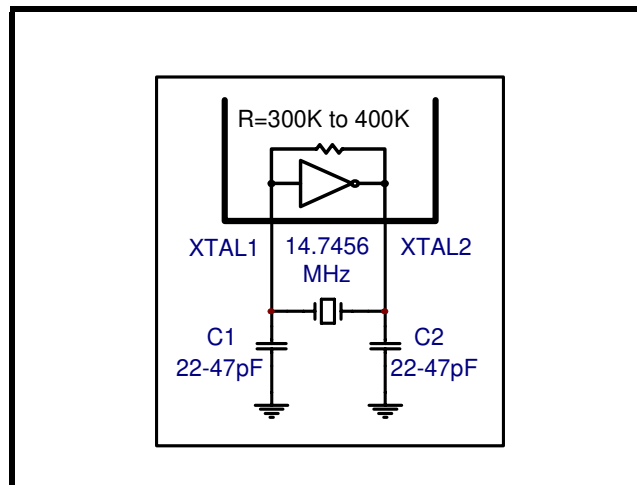 R=300K to 400K
XTAL1
14.7456
MHz
XTAL2
C1
22-47pF
C2
22-47pF